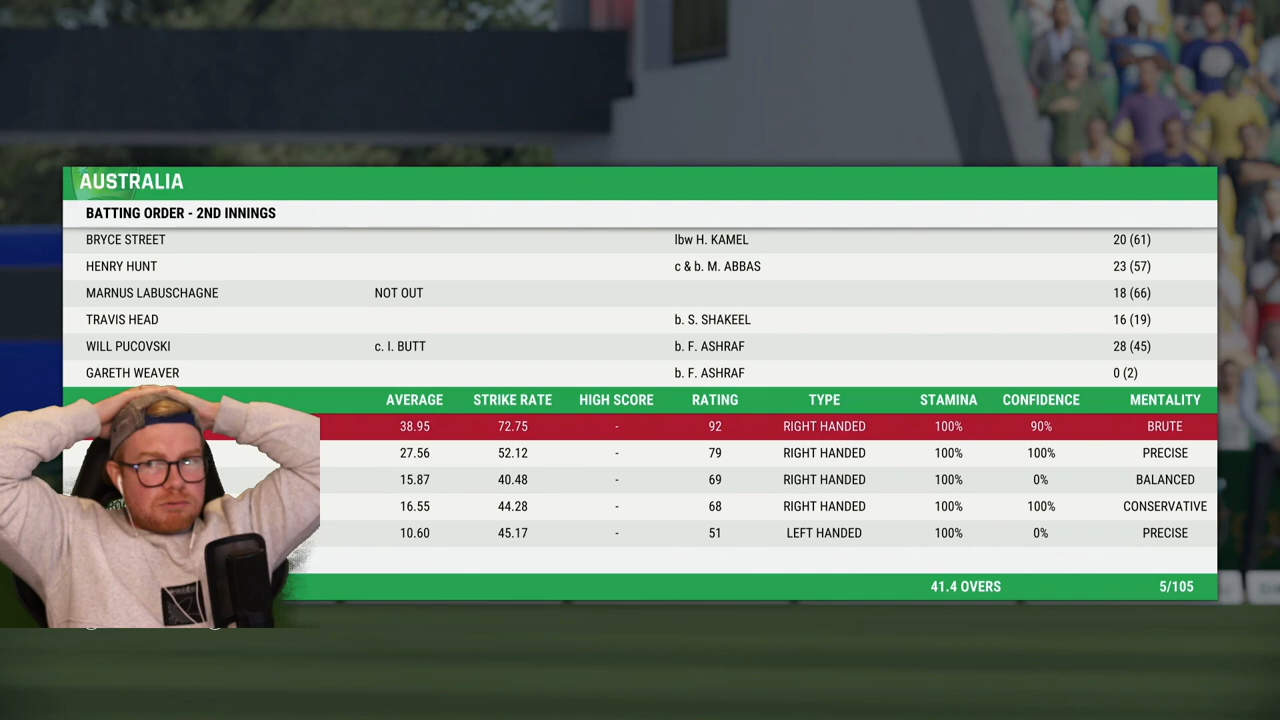 AUSTRALIA
BATTING ORDER - 2ND INNINGS
BRYCE STREET lbw H. KAMEL 20 (61)
HENRY HUNT c & b. M. ABBAS 23 (57)
MARNUS LABUSCHAGNE NOT OUT 18 (66)
TRAVIS HEAD b. S. SHAKEEL 16 (19)
WILL PUCOVSKI c. I. BUTT b. F. ASHRAF 28 (45)
GARETH WEAVER b. F. ASHRAF 0 (2)
AVERAGE STRIKE RATE HIGH SCORE RATING TYPE STAMINA CONFIDENCE MENTALITY
38.95 72.75 - 92 RIGHT HANDED 100% 90% BRUTE
27.56 52.12 - 79 RIGHT HANDED 100% 100% PRECISE
15.87 40.48 - 69 RIGHT HANDED 100% 0% BALANCED
16.55 44.28 - 68 RIGHT HANDED 100% 100% CONSERVATIVE
10.60 45.17 - 51 LEFT HANDED 100% 0% PRECISE
41.4 OVERS 5/105